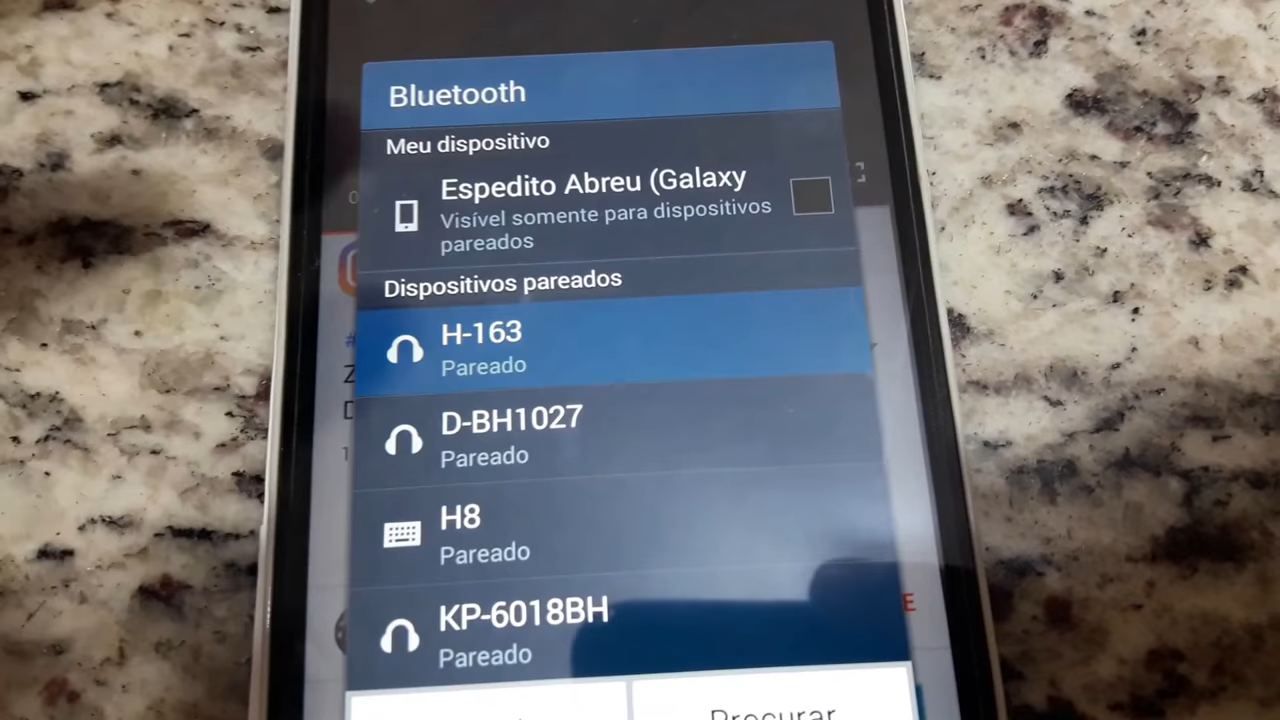 Bluetooth
Meu dispositivo
Espedito Abreu (Galaxy
Visível somente para dispositivos
pareados
Dispositivos pareados
H-163
Pareado
D-BH1027
Pareado
H8
Pareado
KP-6018BH
Pareado
Procurar